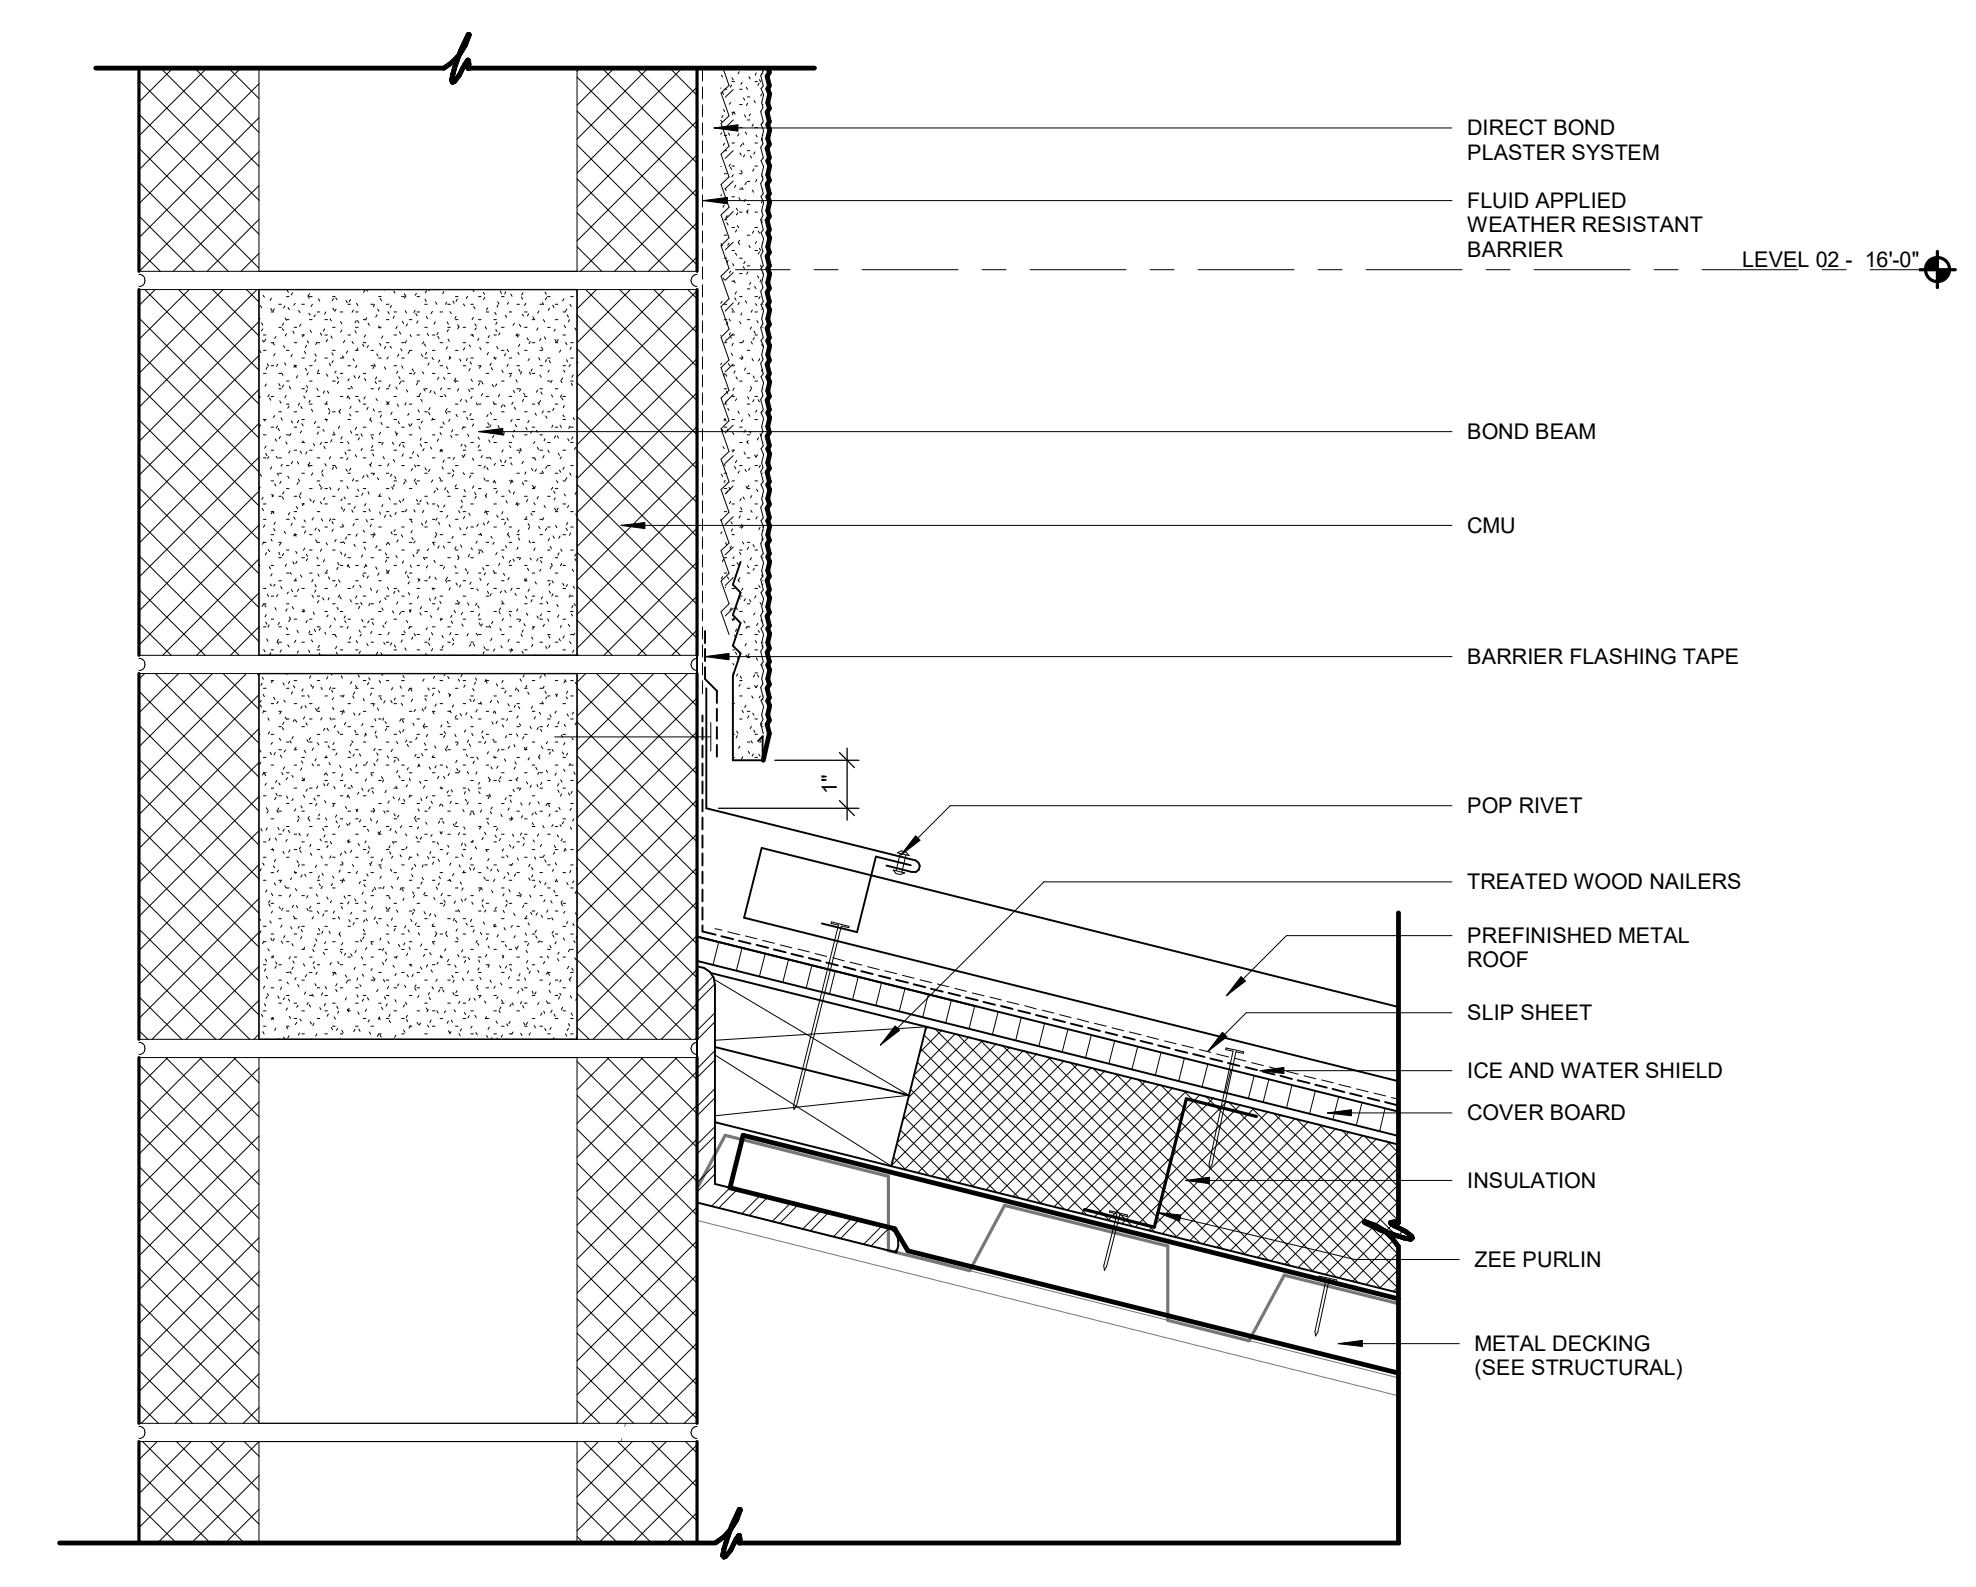 DIRECT BOND
PLASTER SYSTEM
FLUID APPLIED
WEATHER RESISTANT
BARRIER
LEVEL 02 - 16'-0"
BOND BEAM
CMU
BARRIER FLASHING TAPE
1"
POP RIVET
TREATED WOOD NAILERS
PREFINISHED METAL
ROOF
SLIP SHEET
ICE AND WATER SHIELD
COVER BOARD
INSULATION
ZEE PURLIN
METAL DECKING
(SEE STRUCTURAL)